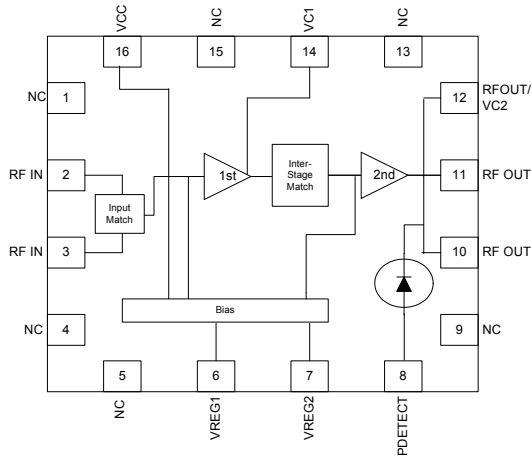 VCC
NC
VC1
NC
16
15
14
13
NC
1
12
RFOUT/
VC2
RF IN
2
Input
Match
1st
Inter-
Stage
Match
2nd
11
RF OUT
RF IN
3
10
RF OUT
Bias
NC
4
9
NC
5
6
7
8
NC
VREG1
VREG2
PDETECT